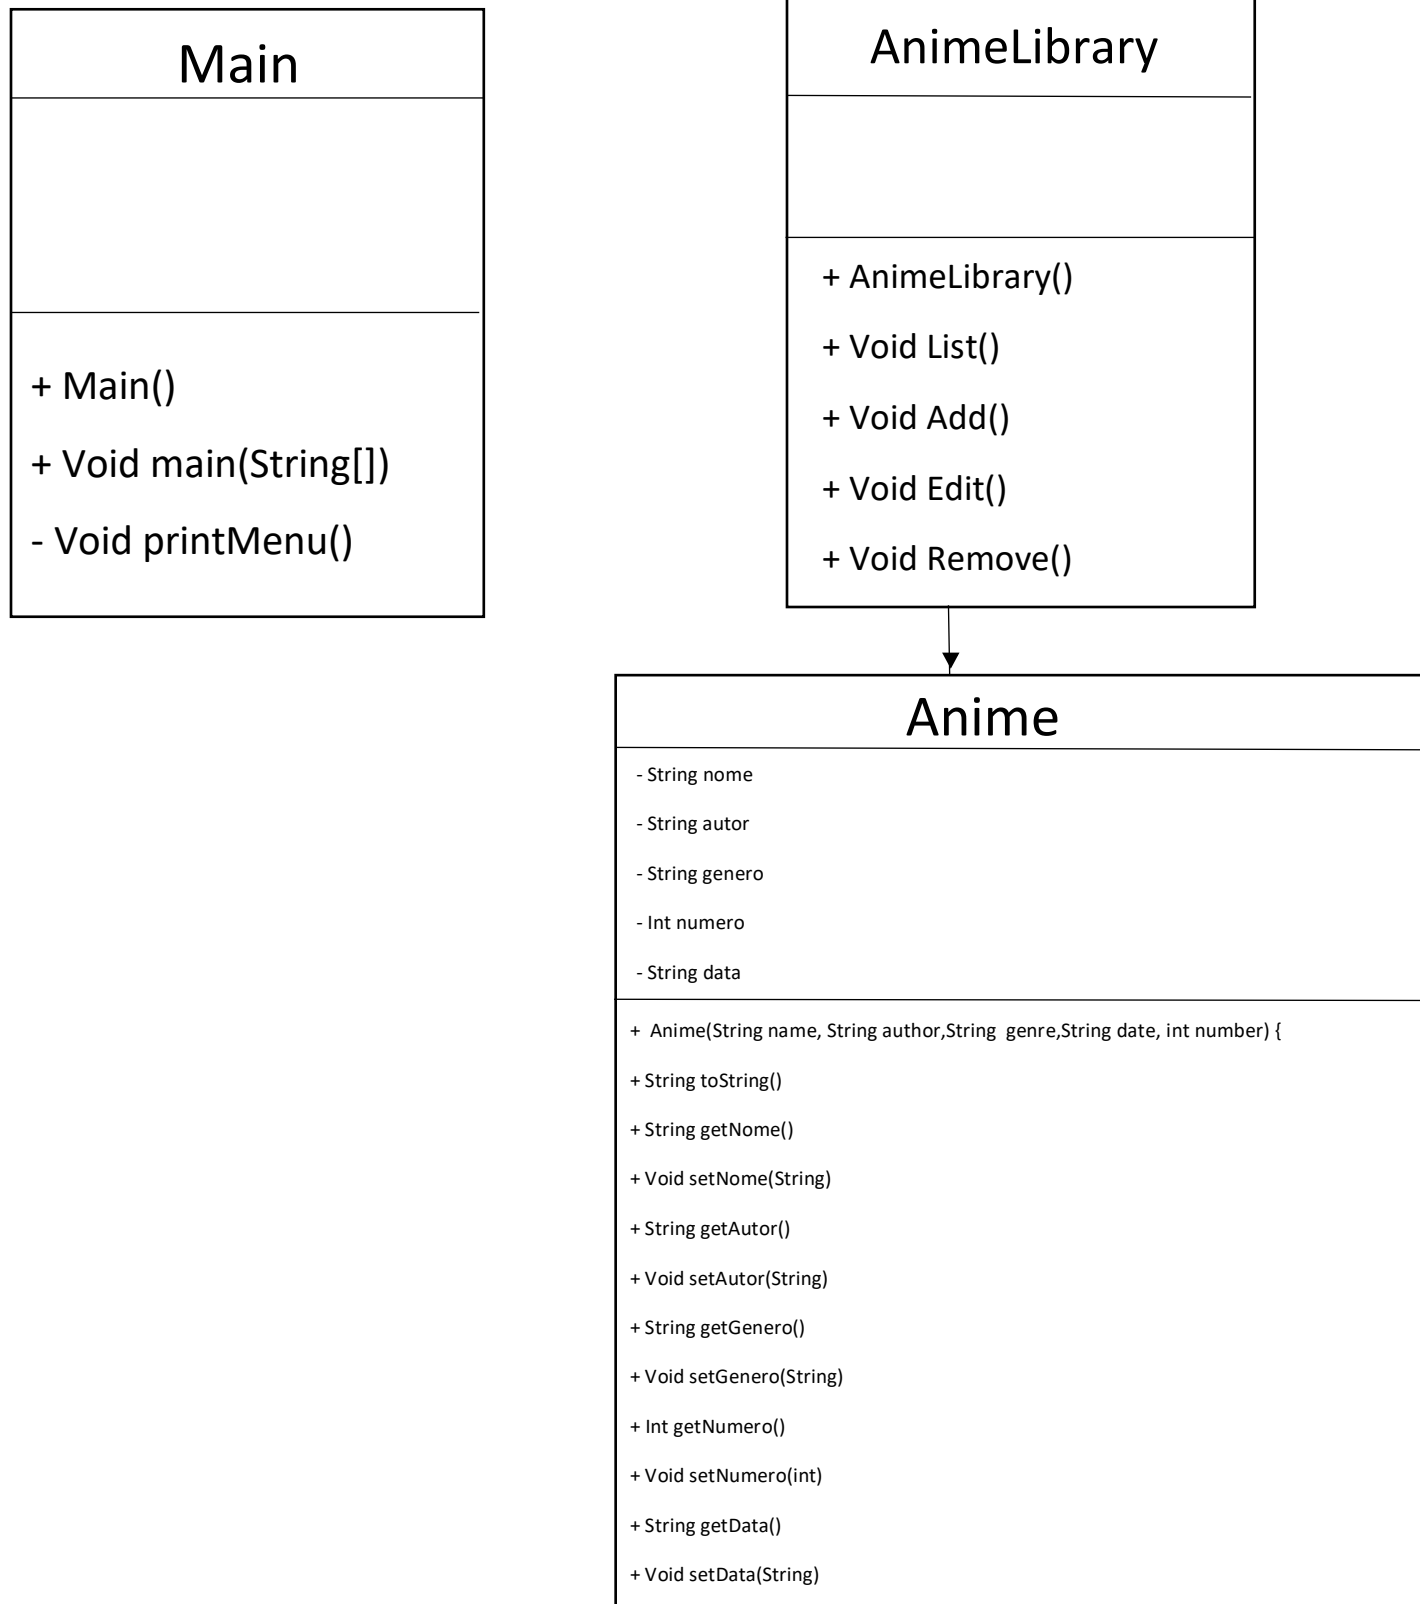 Main
+ Main()
+ Void main(String[])
- Void printMenu()
AnimeLibrary
+ AnimeLibrary()
+ Void List()
+ Void Add()
+ Void Edit()
+ Void Remove()
Anime
- String nome
- String autor
- String genero
- Int numero
- String data
+ Anime(String name, String author,String genre,String date, int number) {
+ String toString()
+ String getNome()
+ Void setNome(String)
+ String getAutor()
+ Void setAutor(String)
+ String getGenero()
+ Void setGenero(String)
+ Int getNumero()
+ Void setNumero(int)
+ String getData()
+ Void setData(String)